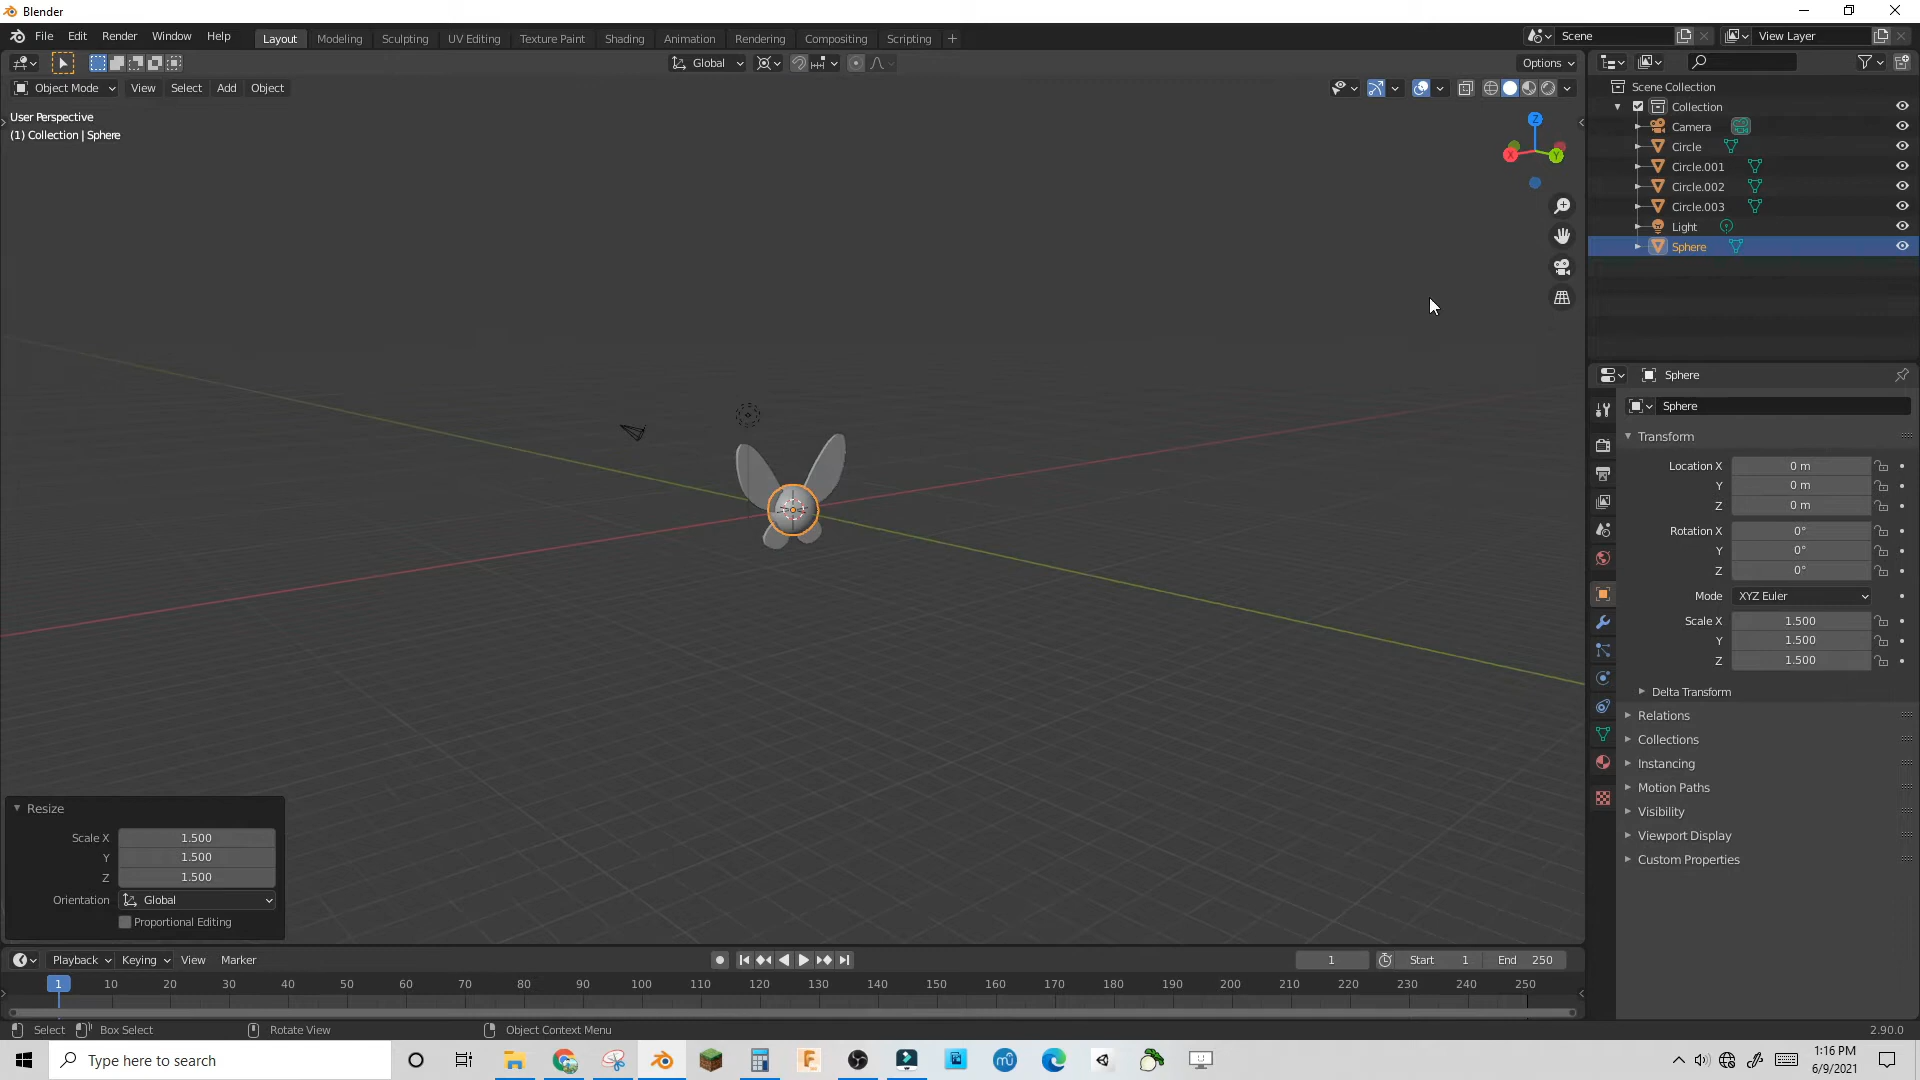 Blender
File Edit Render Window Help
Layout Modeling Sculpting UV Editing Texture Paint Shading Animation Rendering Compositing Scripting
Scene
View Layer
Global
Options
Object Mode View Select Add Object
User Perspective
(1) Collection | Sphere
Z
X
Y
Scene Collection
Collection
Camera
Circle
Circle.001
Circle.002
Circle.003
Light
Sphere
Sphere
Sphere
Transform
Location X 0 m
Y 0 m
Z 0 m
Rotation X 0°
Y 0°
Z 0°
Mode XYZ Euler
Scale X 1.500
Y 1.500
Z 1.500
Delta Transform
Relations
Collections
Instancing
Motion Paths
Visibility
Viewport Display
Custom Properties
Resize
Scale X 1.500
Y 1.500
Z 1.500
Orientation Global
Proportional Editing
Playback Keying View Marker
1 Start 1 End 250
1 10 20 30 40 50 60 70 80 90 100 110 120 130 140 150 160 170 180 190 200 210 220 230 240 250
Select Box Select Rotate View Object Context Menu
2.90.0
Type here to search
1:16 PM
6/9/2021